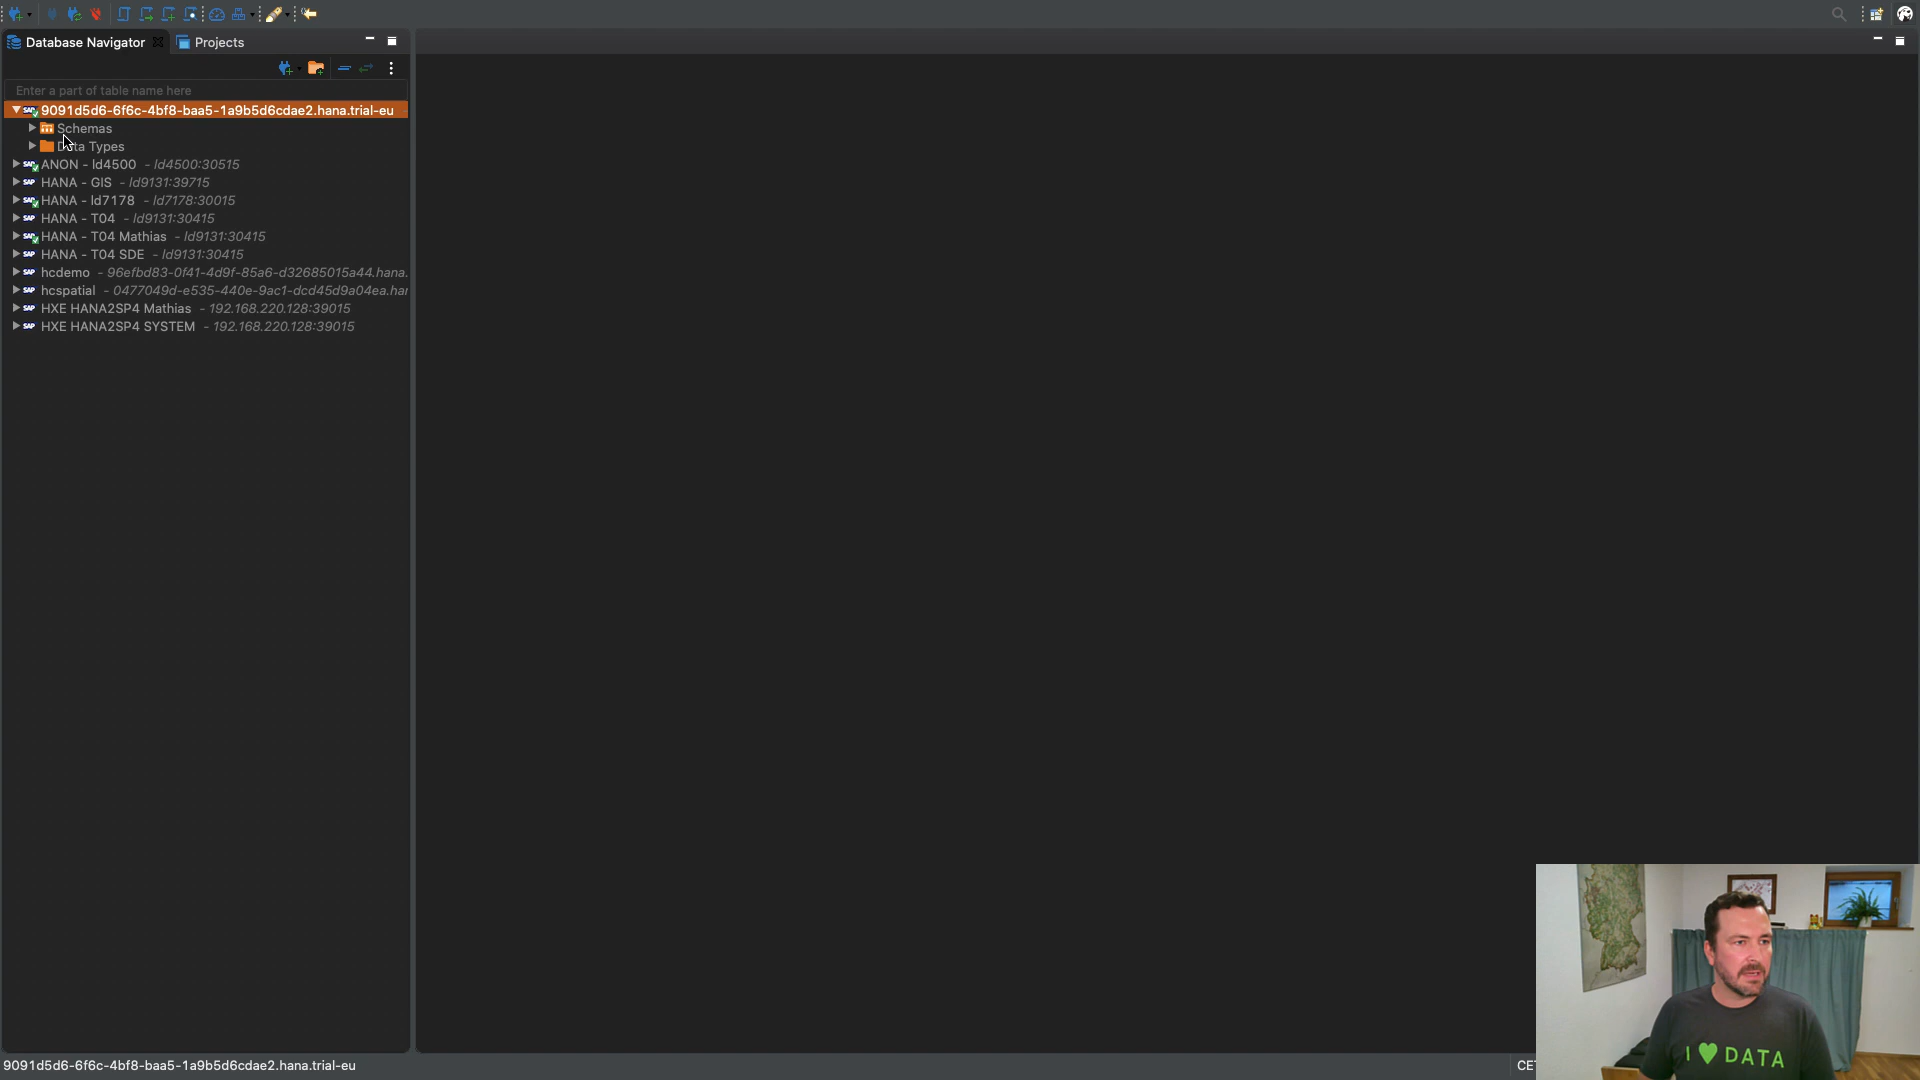 Database Navigator
Projects
Enter a part of table name here
9091d5d6-6f6c-4bf8-baa5-1a9b5d6cdae2.hana.trial-eu
Schemas
Data Types
ANON - ld4500 - ld4500:30515
HANA - GIS - ld9131:39715
HANA - ld7178 - ld7178:30015
HANA - T04 - ld9131:30415
HANA - T04 Mathias - ld9131:30415
HANA - T04 SDE - ld9131:30415
hcdemo - 96efbd83-0f41-4d9f-85a6-d32685015a44.hana.
hcspatial - 0477049d-e535-440e-9ac1-dcd45d9a04ea.har
HXE HANA2SP4 Mathias - 192.168.220.128:39015
HXE HANA2SP4 SYSTEM - 192.168.220.128:39015
9091d5d6-6f6c-4bf8-baa5-1a9b5d6cdae2.hana.trial-eu
CET
I ♥ DATA